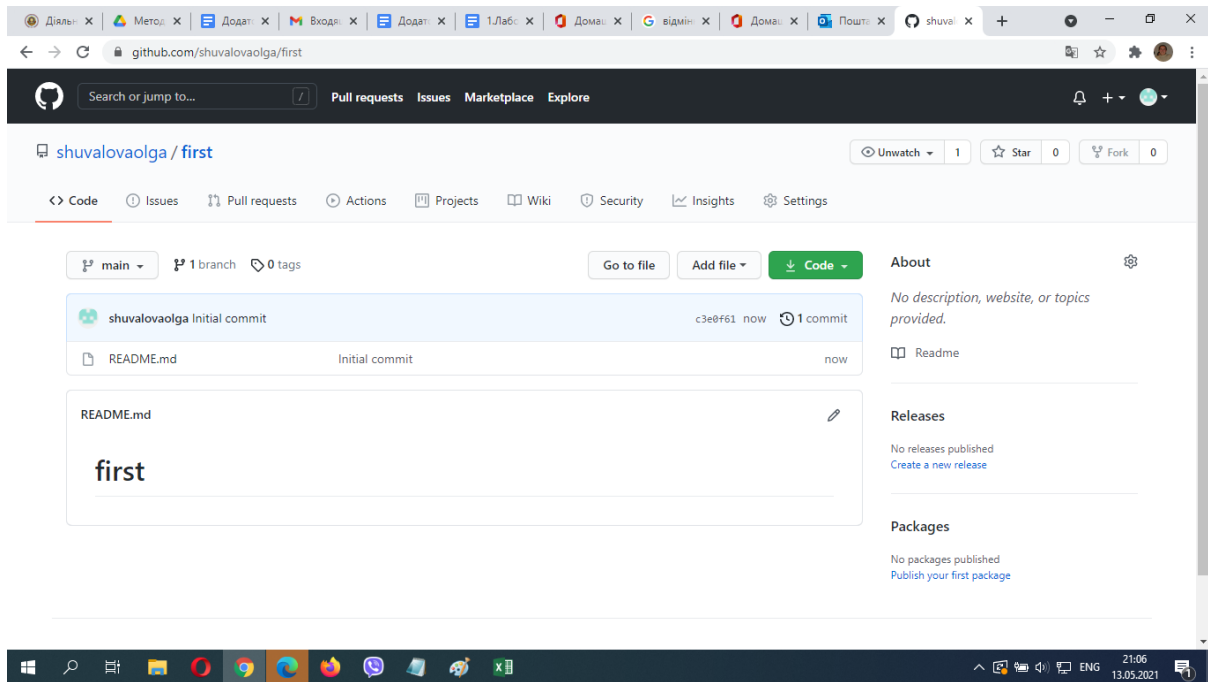 Діяльн
Метод
Додат
Входя
Додат
1.Лабо
Домаш
відмін
Домаш
Пошта
shuval
github.com/shuvalovaolga/first
Search or jump to...
/
Pull requests Issues Marketplace Explore
shuvalovaolga / first
Unwatch 1 Star 0 Fork 0
<> Code Issues Pull requests Actions Projects Wiki Security Insights Settings
main 1 branch 0 tags
Go to file Add file Code
shuvalovaolga Initial commit c3e0f61 now 1 commit
README.md Initial commit now
README.md
first
About
No description, website, or topics
provided.
Readme
Releases
No releases published
Create a new release
Packages
No packages published
Publish your first package
ENG
21:06
13.05.2021
1